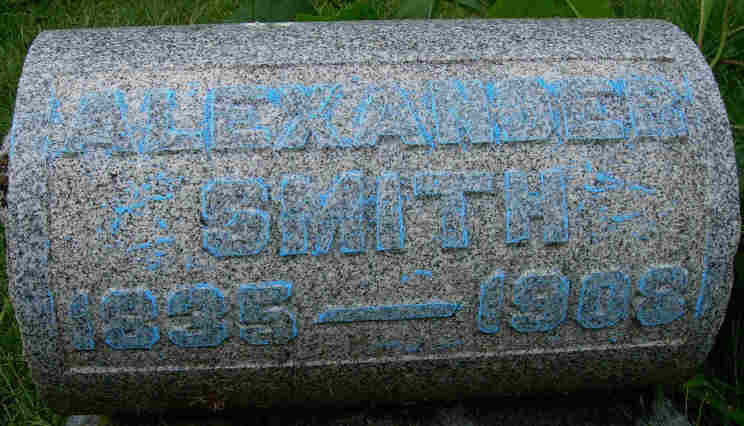 ALEXANDER
SMITH
1835 — 1908